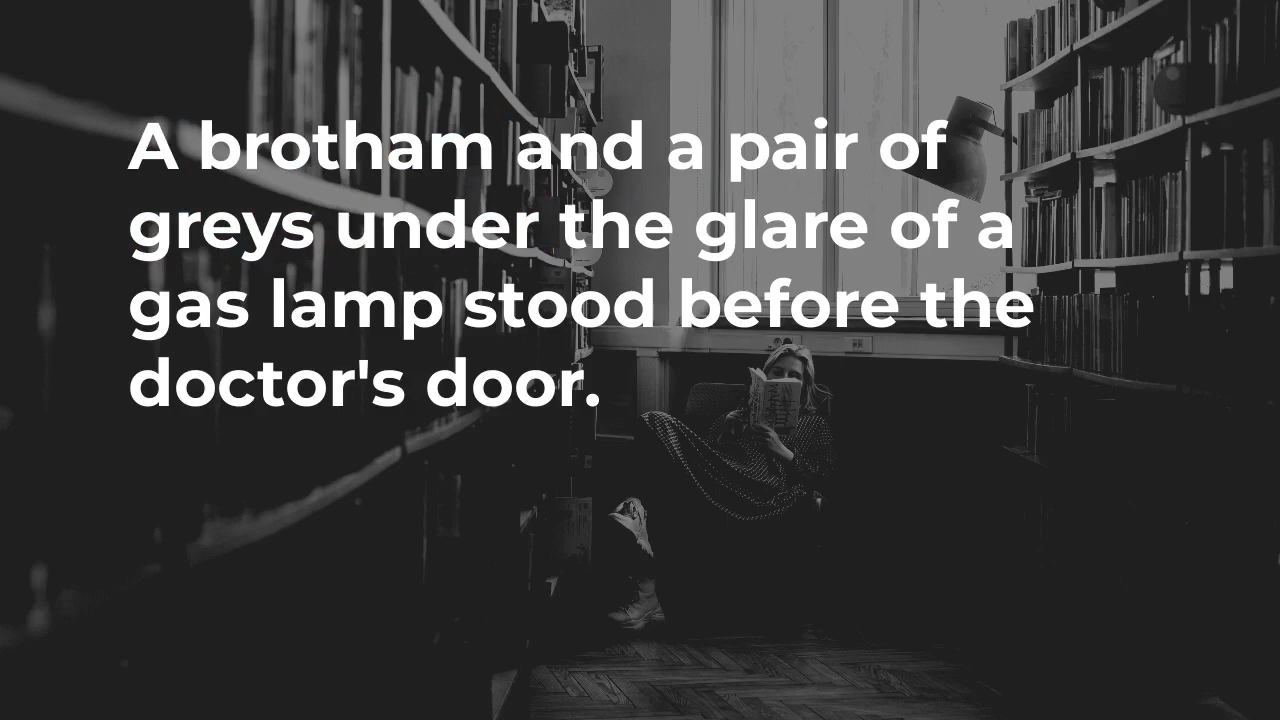 A brotham and a pair of
greys under the glare of a
gas lamp stood before the
doctor's door.